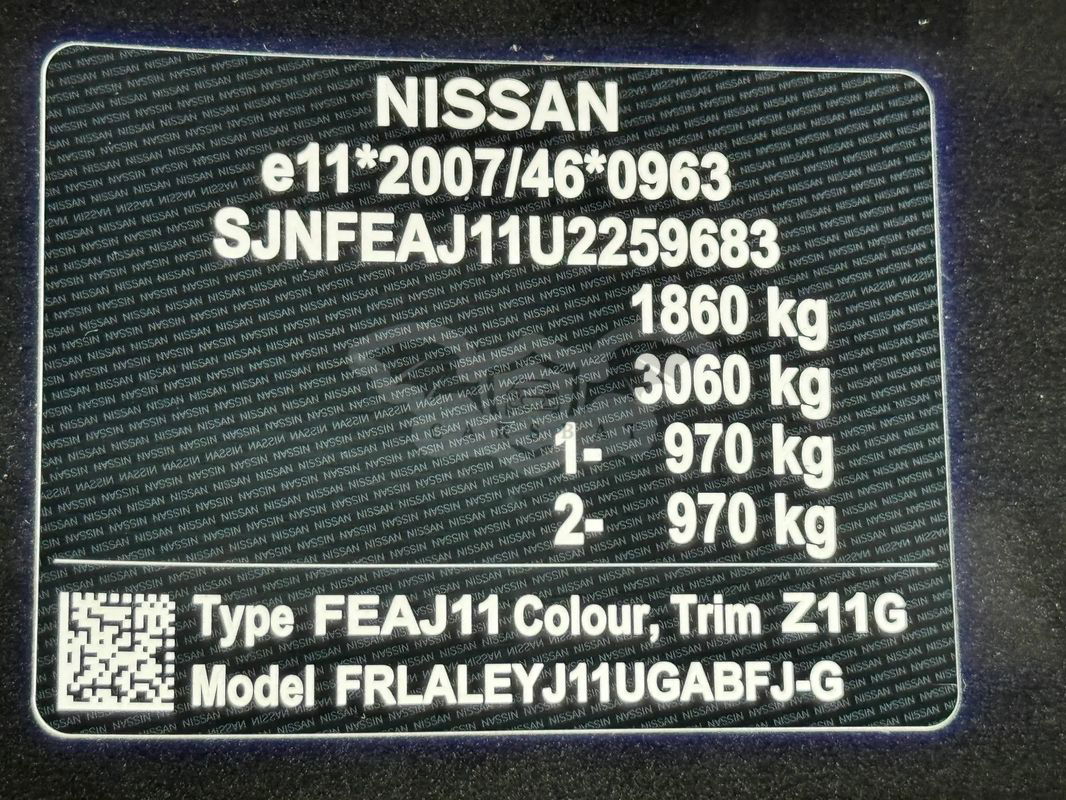 NISSAN
e11*2007/46*0963
SJNFEAJ11U2259683
1860 kg
3060 kg
1- 970 kg
2- 970 kg
Type FEAJ11 Colour, Trim Z11G
Model FRLALEYJ11UGABFJ-G